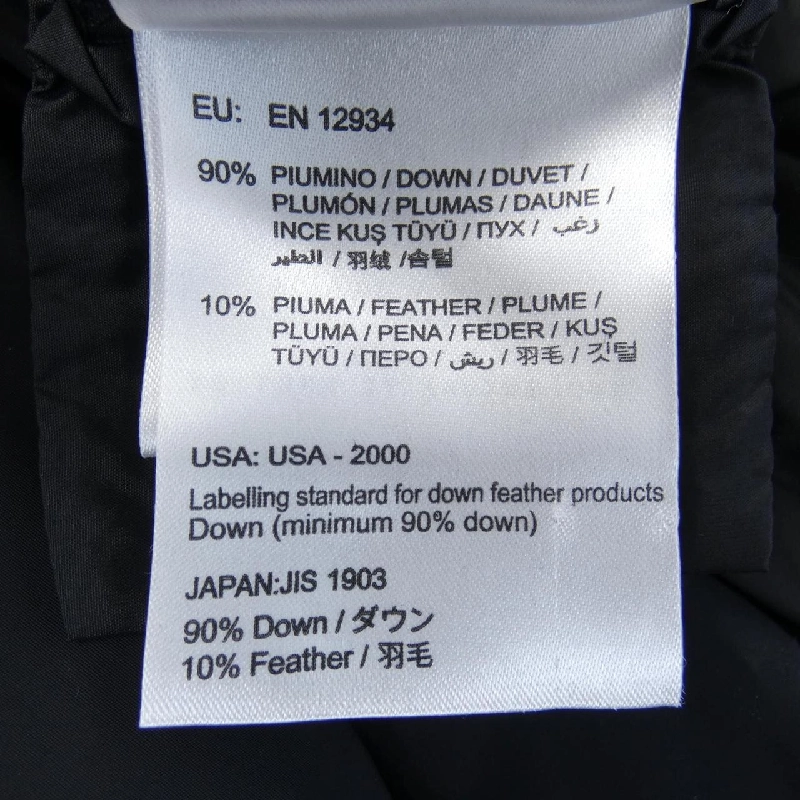 EU: EN 12934
90% PIUMINO / DOWN / DUVET /
PLUMÓN / PLUMAS / DAUNE /
INCE KUŞ TÜYÜ / ПУХ / زغب
الطير / 羽绒 /솜털
10% PIUMA / FEATHER / PLUME /
PLUMA / PENA / FEDER / KUŞ
TÜYÜ / ПЕРО / ريش / 羽毛 / 깃털
USA: USA - 2000
Labelling standard for down feather products
Down (minimum 90% down)
JAPAN:JIS 1903
90% Down / ダウン
10% Feather / 羽毛